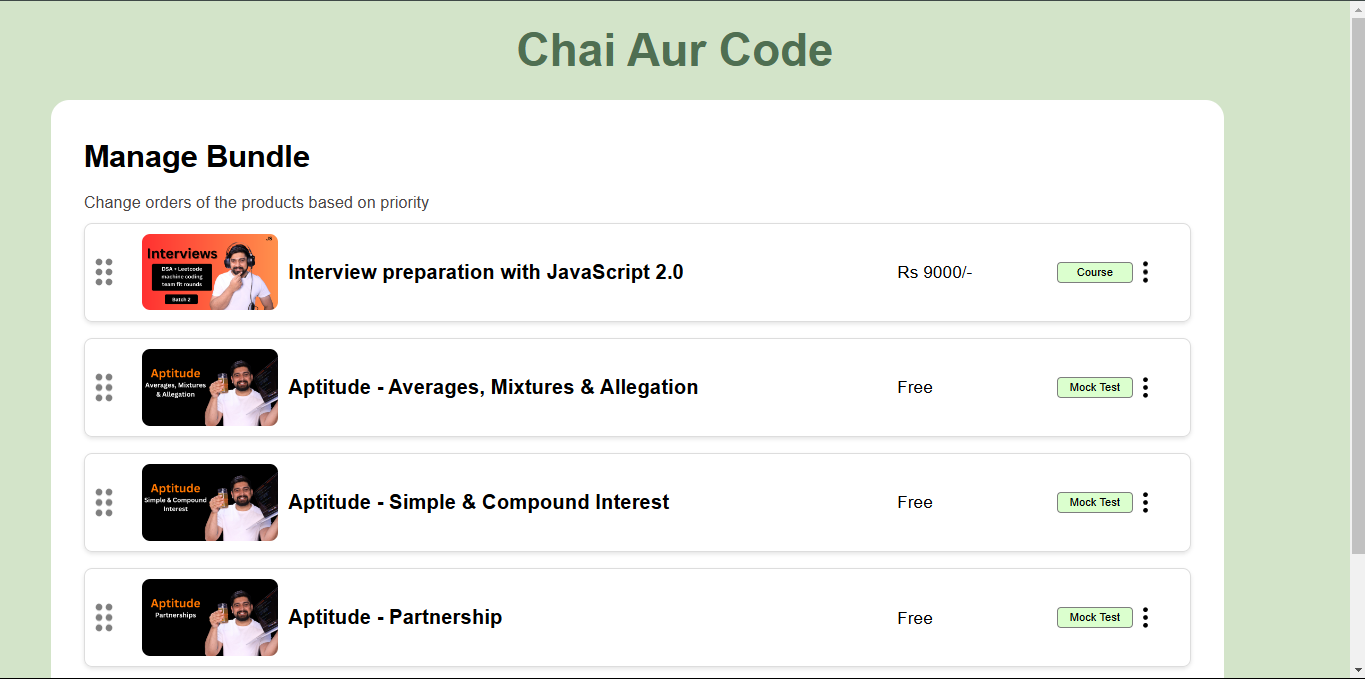 Chai Aur Code
Manage Bundle
Change orders of the products based on priority
JS
Interviews
DSA + Leetcode
machine coding
team fit rounds
Batch 2
Interview preparation with JavaScript 2.0
Rs 9000/-
Course
Aptitude
Averages, Mixtures
& Allegation
Aptitude - Averages, Mixtures & Allegation
Free
Mock Test
Aptitude
Simple & Compound
Interest
Aptitude - Simple & Compound Interest
Free
Mock Test
Aptitude
Partnerships
Aptitude - Partnership
Free
Mock Test